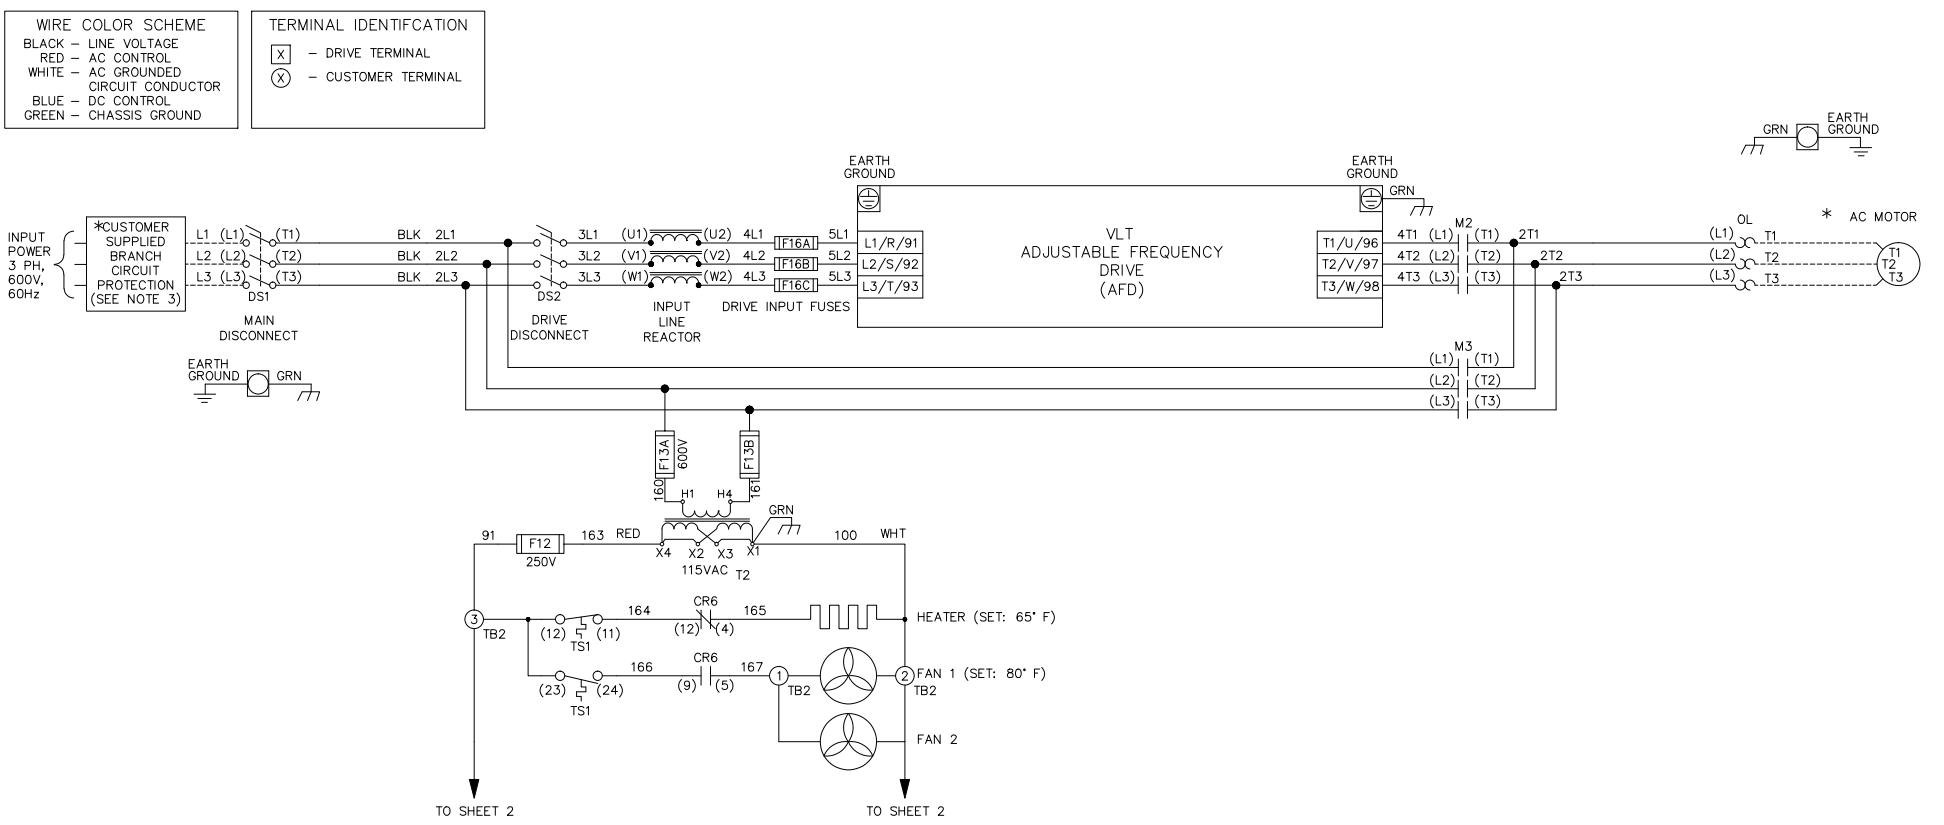 WIRE COLOR SCHEME
BLACK – LINE VOLTAGE
RED – AC CONTROL
WHITE – AC GROUNDED
CIRCUIT CONDUCTOR
BLUE – DC CONTROL
GREEN – CHASSIS GROUND
TERMINAL IDENTIFCATION
X – DRIVE TERMINAL
X – CUSTOMER TERMINAL
GRN
EARTH
GROUND
EARTH
GROUND
EARTH
GROUND
GRN
INPUT
POWER
3 PH,
600V,
60Hz
*CUSTOMER
SUPPLIED
BRANCH
CIRCUIT
PROTECTION
(SEE NOTE 3)
L1 (L1) (T1) BLK 2L1 3L1 (U1) (U2) 4L1 F16A 5L1 L1/R/91
L2 (L2) (T2) BLK 2L2 3L2 (V1) (V2) 4L2 F16B 5L2 L2/S/92
L3 (L3) (T3) BLK 2L3 3L3 (W1) (W2) 4L3 F16C 5L3 L3/T/93
DS1
MAIN
DISCONNECT
DS2
DRIVE
DISCONNECT
INPUT
LINE
REACTOR
DRIVE INPUT FUSES
VLT
ADJUSTABLE FREQUENCY
DRIVE
(AFD)
M2
OL
* AC MOTOR
T1/U/96 4T1 (L1) (T1) 2T1 (L1) T1 T1
T2/V/97 4T2 (L2) (T2) 2T2 (L2) T2 T2
T3/W/98 4T3 (L3) (T3) 2T3 (L3) T3 T3
M3
(L1) (T1)
(L2) (T2)
(L3) (T3)
EARTH
GROUND
GRN
F13A
600V
F13B
160
161
H1 H4
GRN
91 F12 163 RED
250V
X4 X2 X3 X1
100 WHT
115VAC T2
3
TB2
(12) (11)
TS1
164
CR6
(12) (4)
165
HEATER (SET: 65° F)
(23) (24)
TS1
166
CR6
(9) (5)
167
1
TB2
2
TB2
FAN 1 (SET: 80° F)
FAN 2
TO SHEET 2
TO SHEET 2